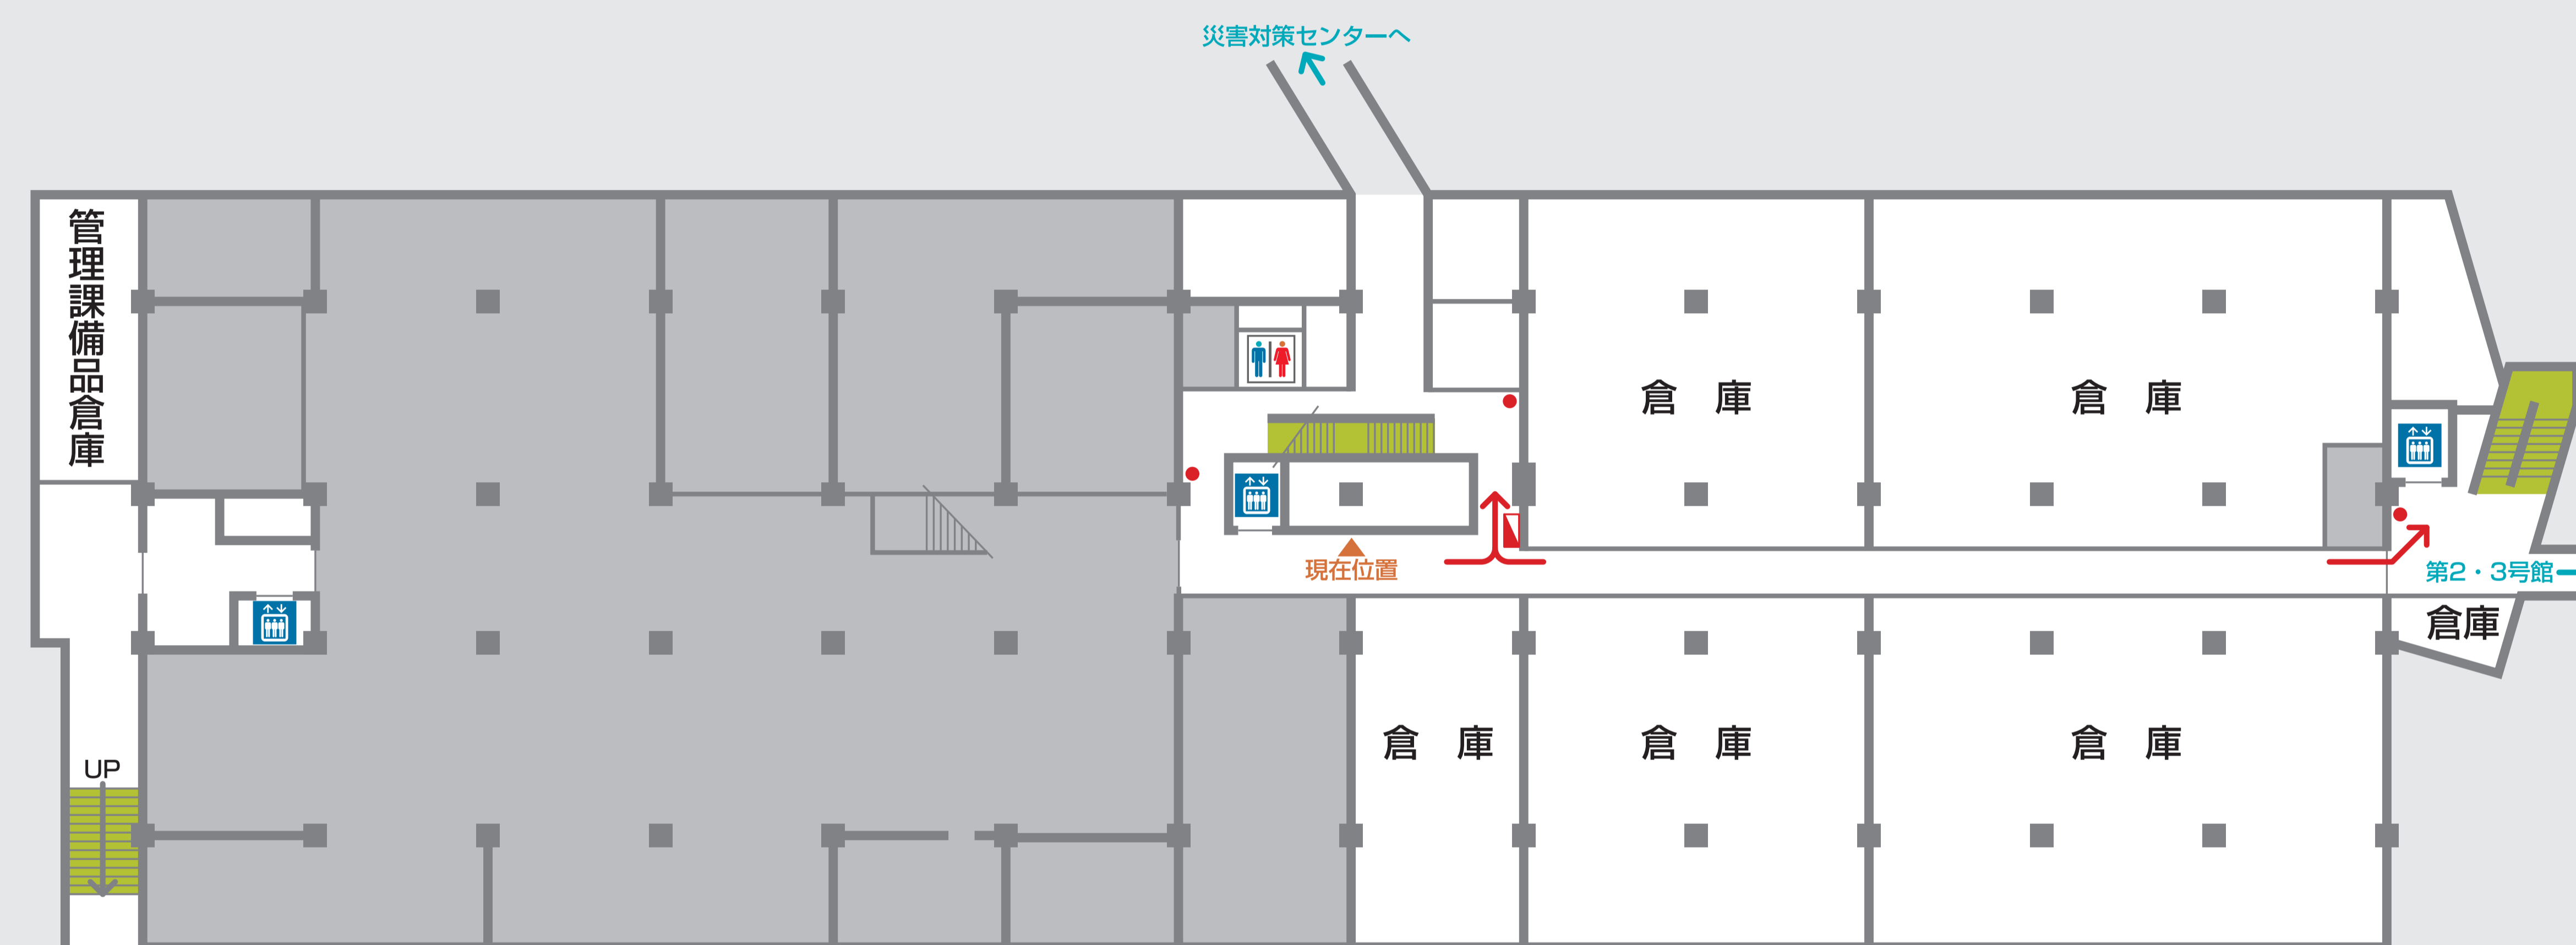 災害対策センターへ
管理課備品倉庫
倉 庫
倉 庫
現在位置
第2・3号館
倉庫
倉 庫
倉 庫
倉 庫
UP